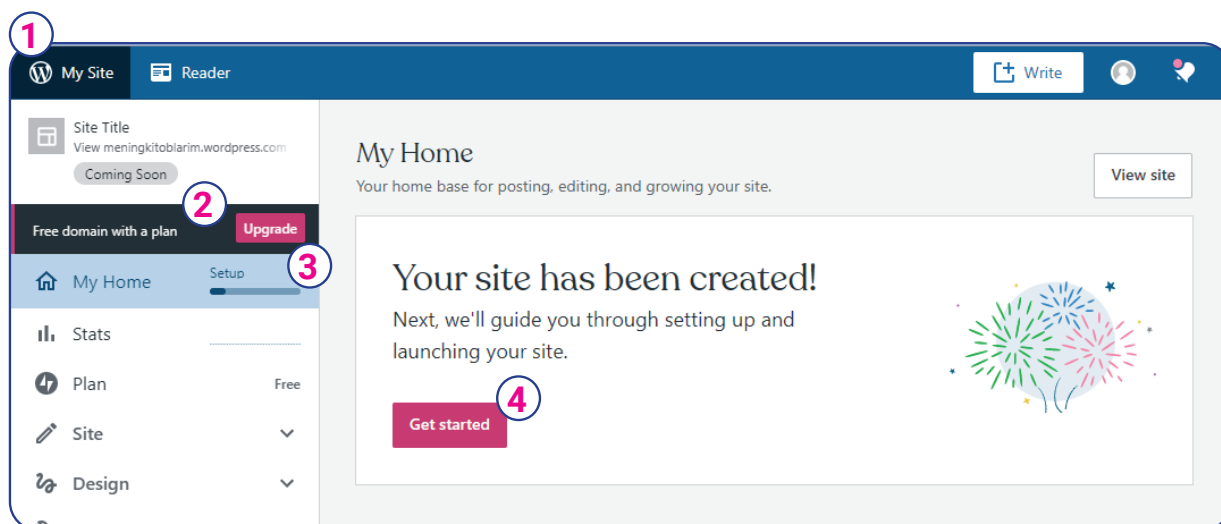 1
My Site
Reader
Write
Site Title
View meningkitoblarim.wordpress.com
Coming Soon
2
Free domain with a plan
Upgrade
3
My Home
Setup
Stats
Plan
Free
Site
Design
My Home
Your home base for posting, editing, and growing your site.
View site
Your site has been created!
Next, we'll guide you through setting up and
launching your site.
4
Get started